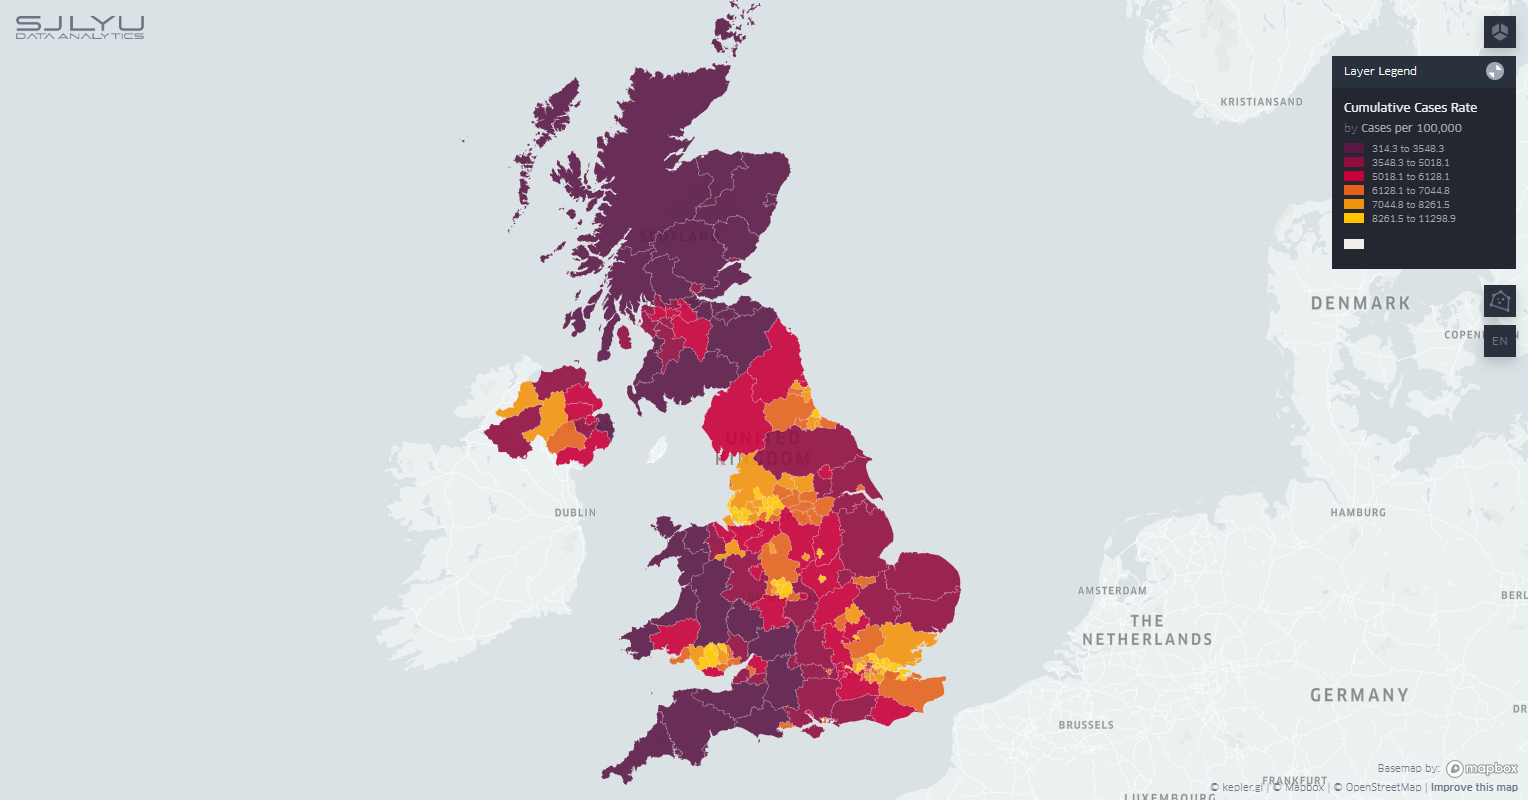 SJLYU
DATA ANALYTICS
KRISTIANSAND
Layer Legend
Cumulative Cases Rate
by Cases per 100,000
314.3 to 3548.3
3548.3 to 5018.1
5018.1 to 6128.1
6128.1 to 7044.8
7044.8 to 8261.5
8261.5 to 11298.9
SCOTLAND
DENMARK
EN
UNITED
KINGDOM
DUBLIN
HAMBURG
AMSTERDAM
THE
NETHERLANDS
BERL
GERMANY
BRUSSELS
DR
Basemap by: mapbox
FRANKFURT
© kepler.gl | © Mapbox | © OpenStreetMap | Improve this map
LUXEMBOURG